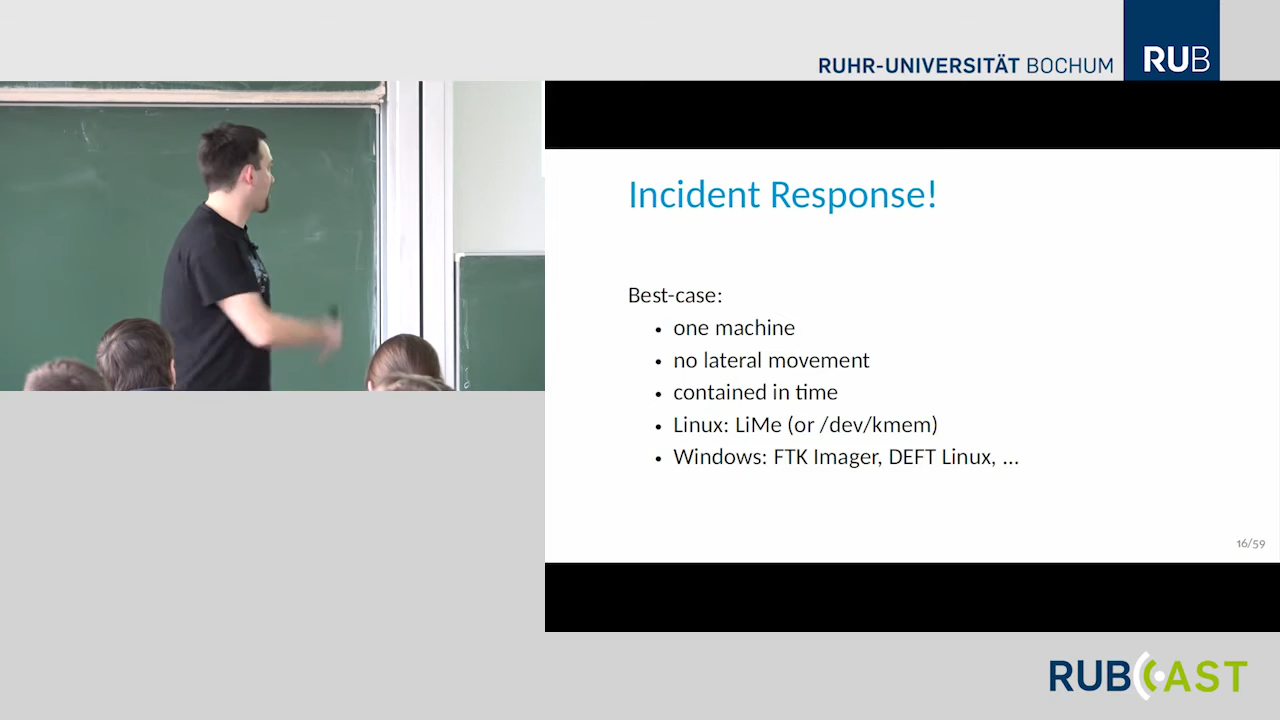 RUHR-UNIVERSITÄT BOCHUM
RUB
Incident Response!
Best-case:
• one machine
• no lateral movement
• contained in time
• Linux: LiMe (or /dev/kmem)
• Windows: FTK Imager, DEFT Linux, ...
16/59
RUBCAST